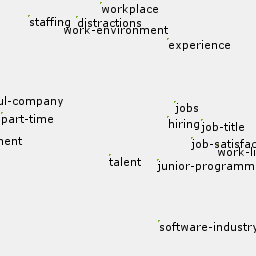 workplace
staffing
distractions
work-environment
experience
ul-company
jobs
part-time
hiring
job-title
ment
job-satisfac
work-li
talent
junior-programm
software-industry